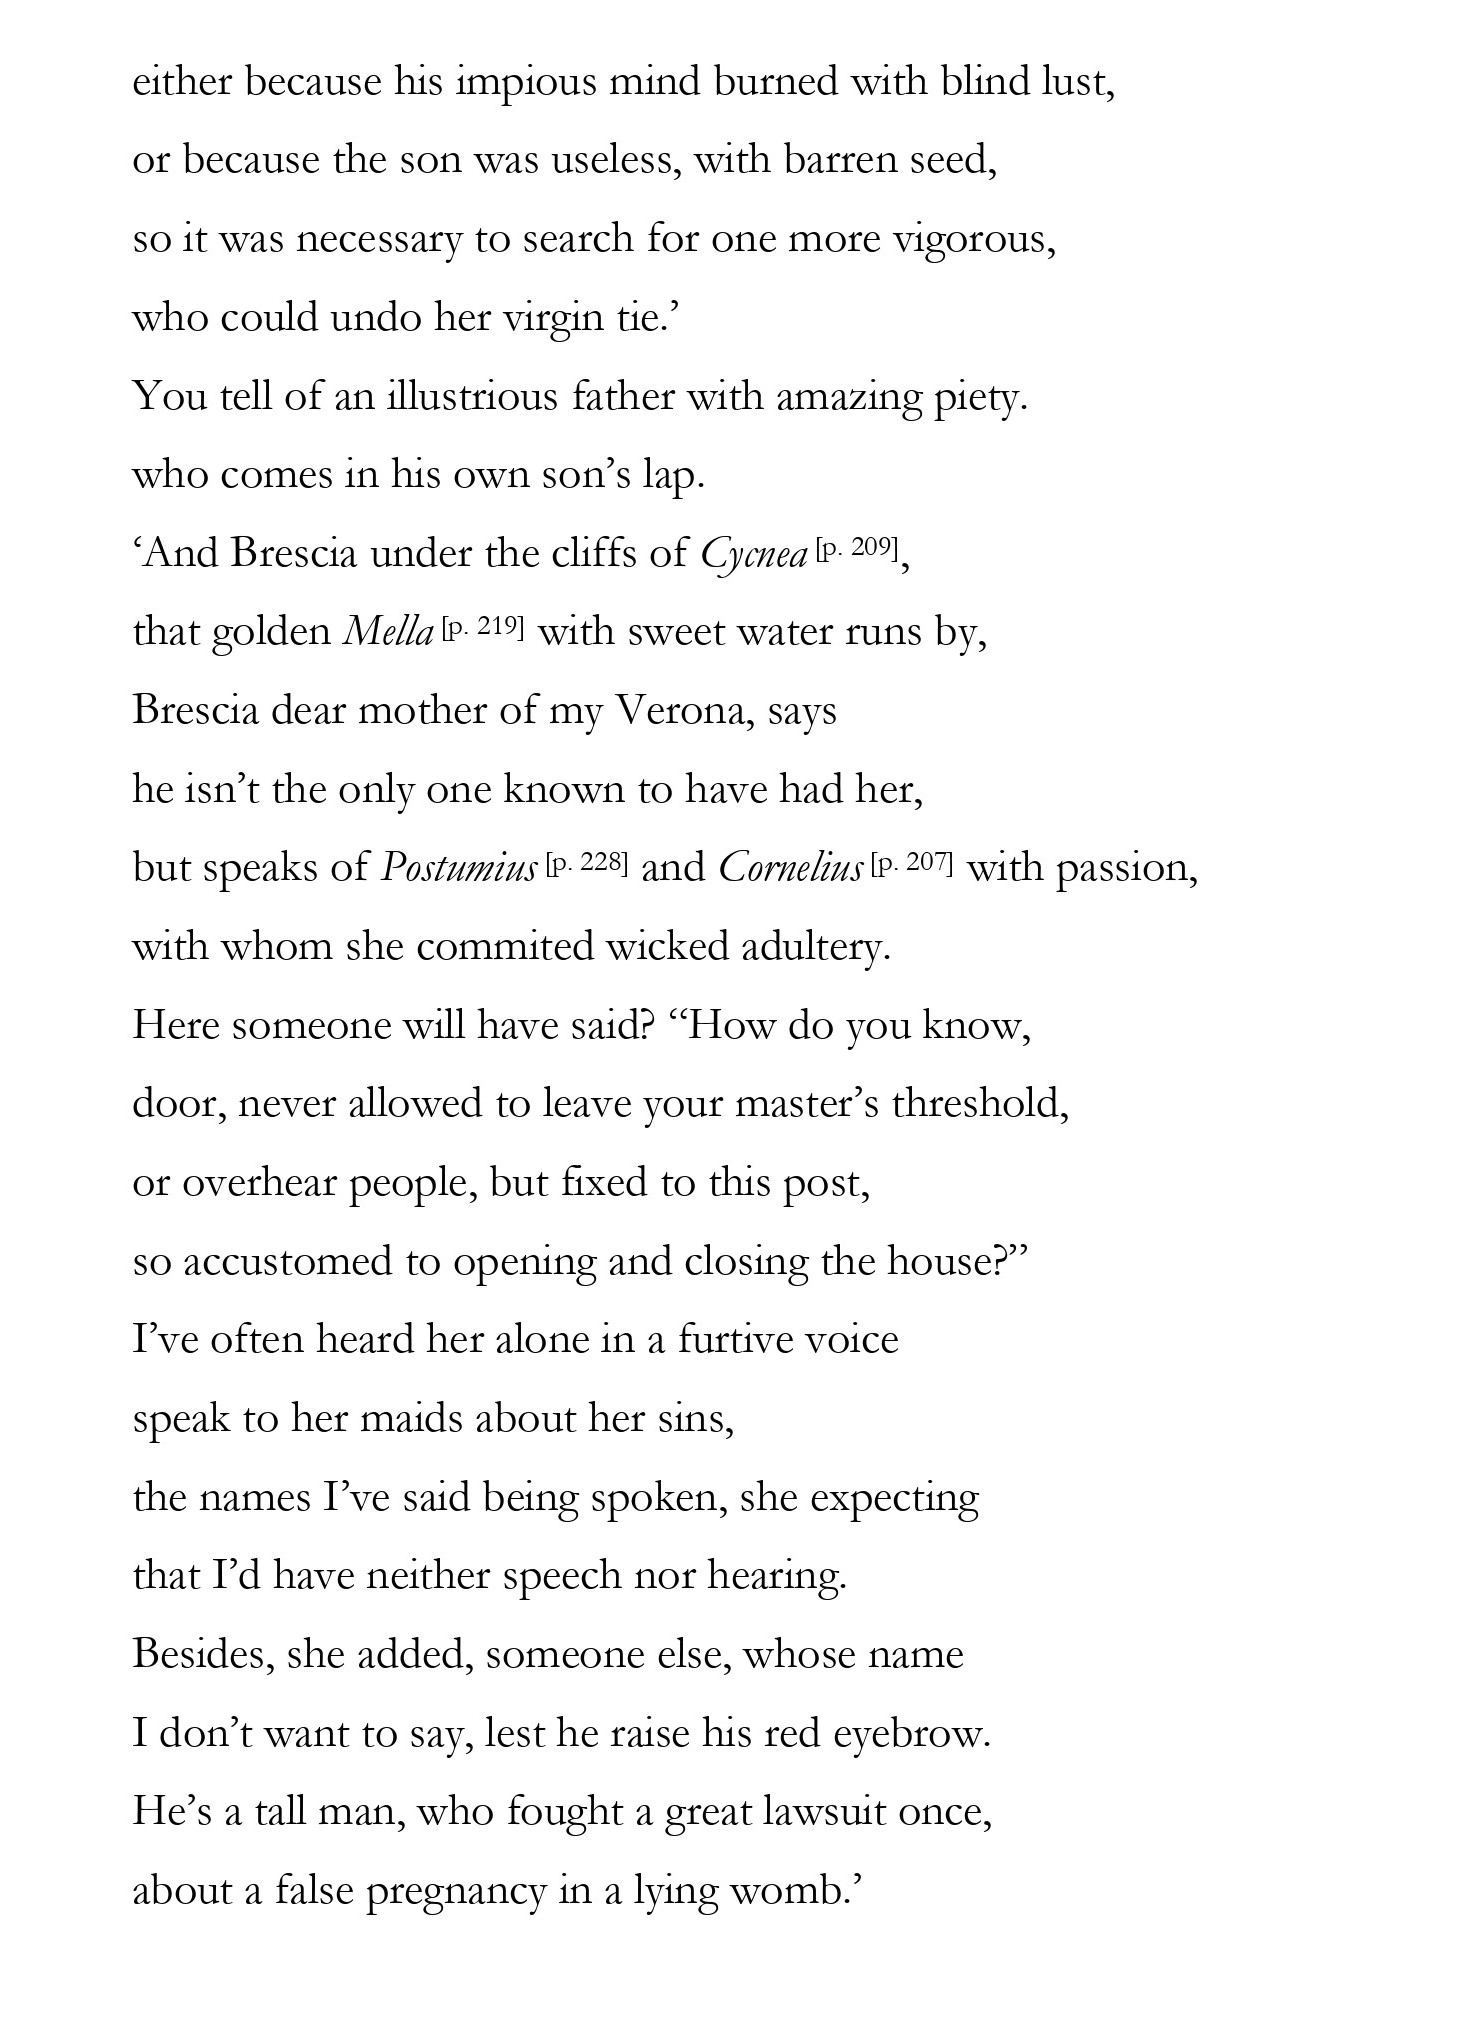 either because his impious mind burned with blind lust,
or because the son was useless, with barren seed,
so it was necessary to search for one more vigorous,
who could undo her virgin tie.’
You tell of an illustrious father with amazing piety.
who comes in his own son’s lap.
‘And Brescia under the cliffs of Cycnea [p. 209],
that golden Mella [p. 219] with sweet water runs by,
Brescia dear mother of my Verona, says
he isn’t the only one known to have had her,
but speaks of Postumius [p. 228] and Cornelius [p. 207] with passion,
with whom she commited wicked adultery.
Here someone will have said? “How do you know,
door, never allowed to leave your master’s threshold,
or overhear people, but fixed to this post,
so accustomed to opening and closing the house?”
I’ve often heard her alone in a furtive voice
speak to her maids about her sins,
the names I’ve said being spoken, she expecting
that I’d have neither speech nor hearing.
Besides, she added, someone else, whose name
I don’t want to say, lest he raise his red eyebrow.
He’s a tall man, who fought a great lawsuit once,
about a false pregnancy in a lying womb.’